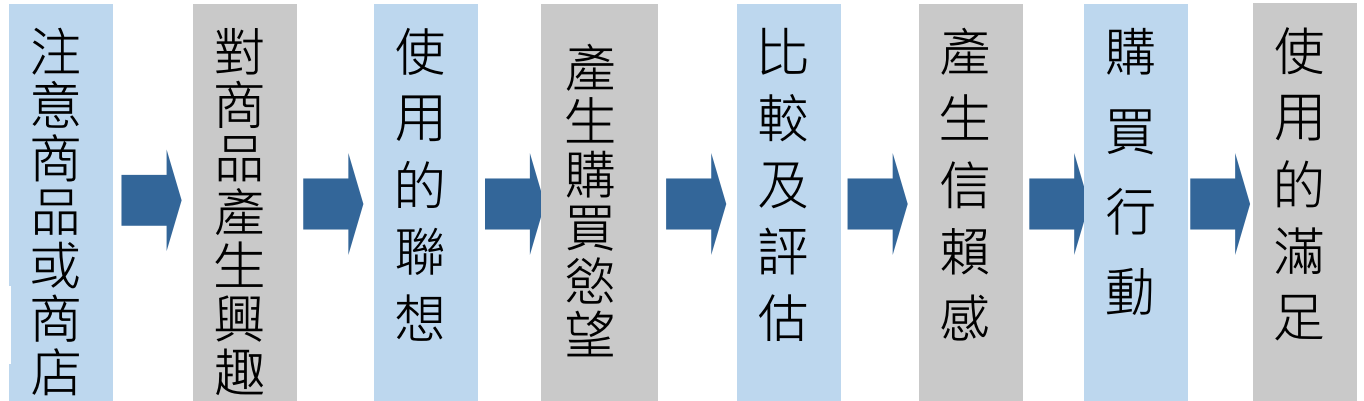 注意商品或商店
對商品產生興趣
使用的聯想
產生購買慾望
比較及評估
產生信賴感
購買行動
使用的滿足